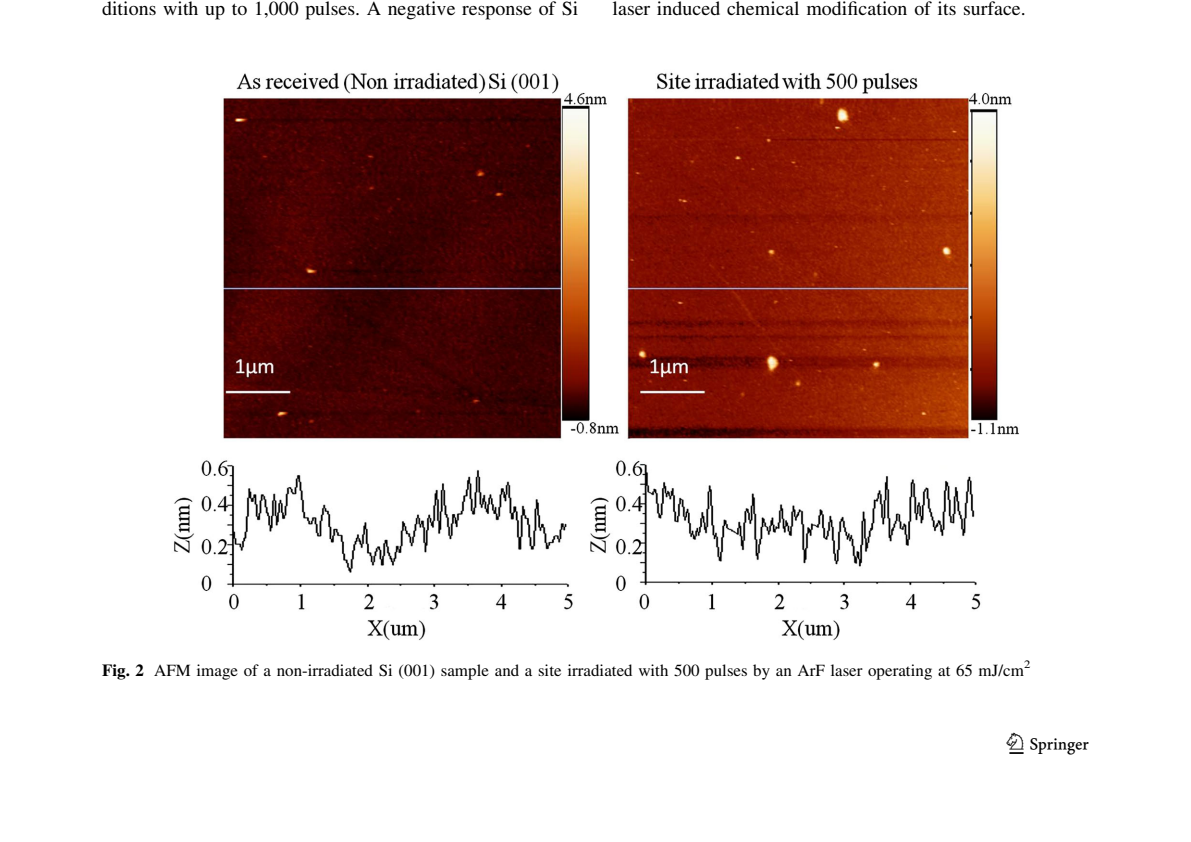 ditions with up to 1,000 pulses. A negative response of Si
laser induced chemical modification of its surface.
As received (Non irradiated) Si (001)
4.6nm
1µm
-0.8nm
Site irradiated with 500 pulses
4.0nm
1µm
-1.1nm
Z(nm)
0.6
0.4
0.2
0
0 1 2 3 4 5
X(um)
Z(nm)
0.6
0.4
0.2
0
0 1 2 3 4 5
X(um)
Fig. 2 AFM image of a non-irradiated Si (001) sample and a site irradiated with 500 pulses by an ArF laser operating at 65 mJ/cm²
Springer